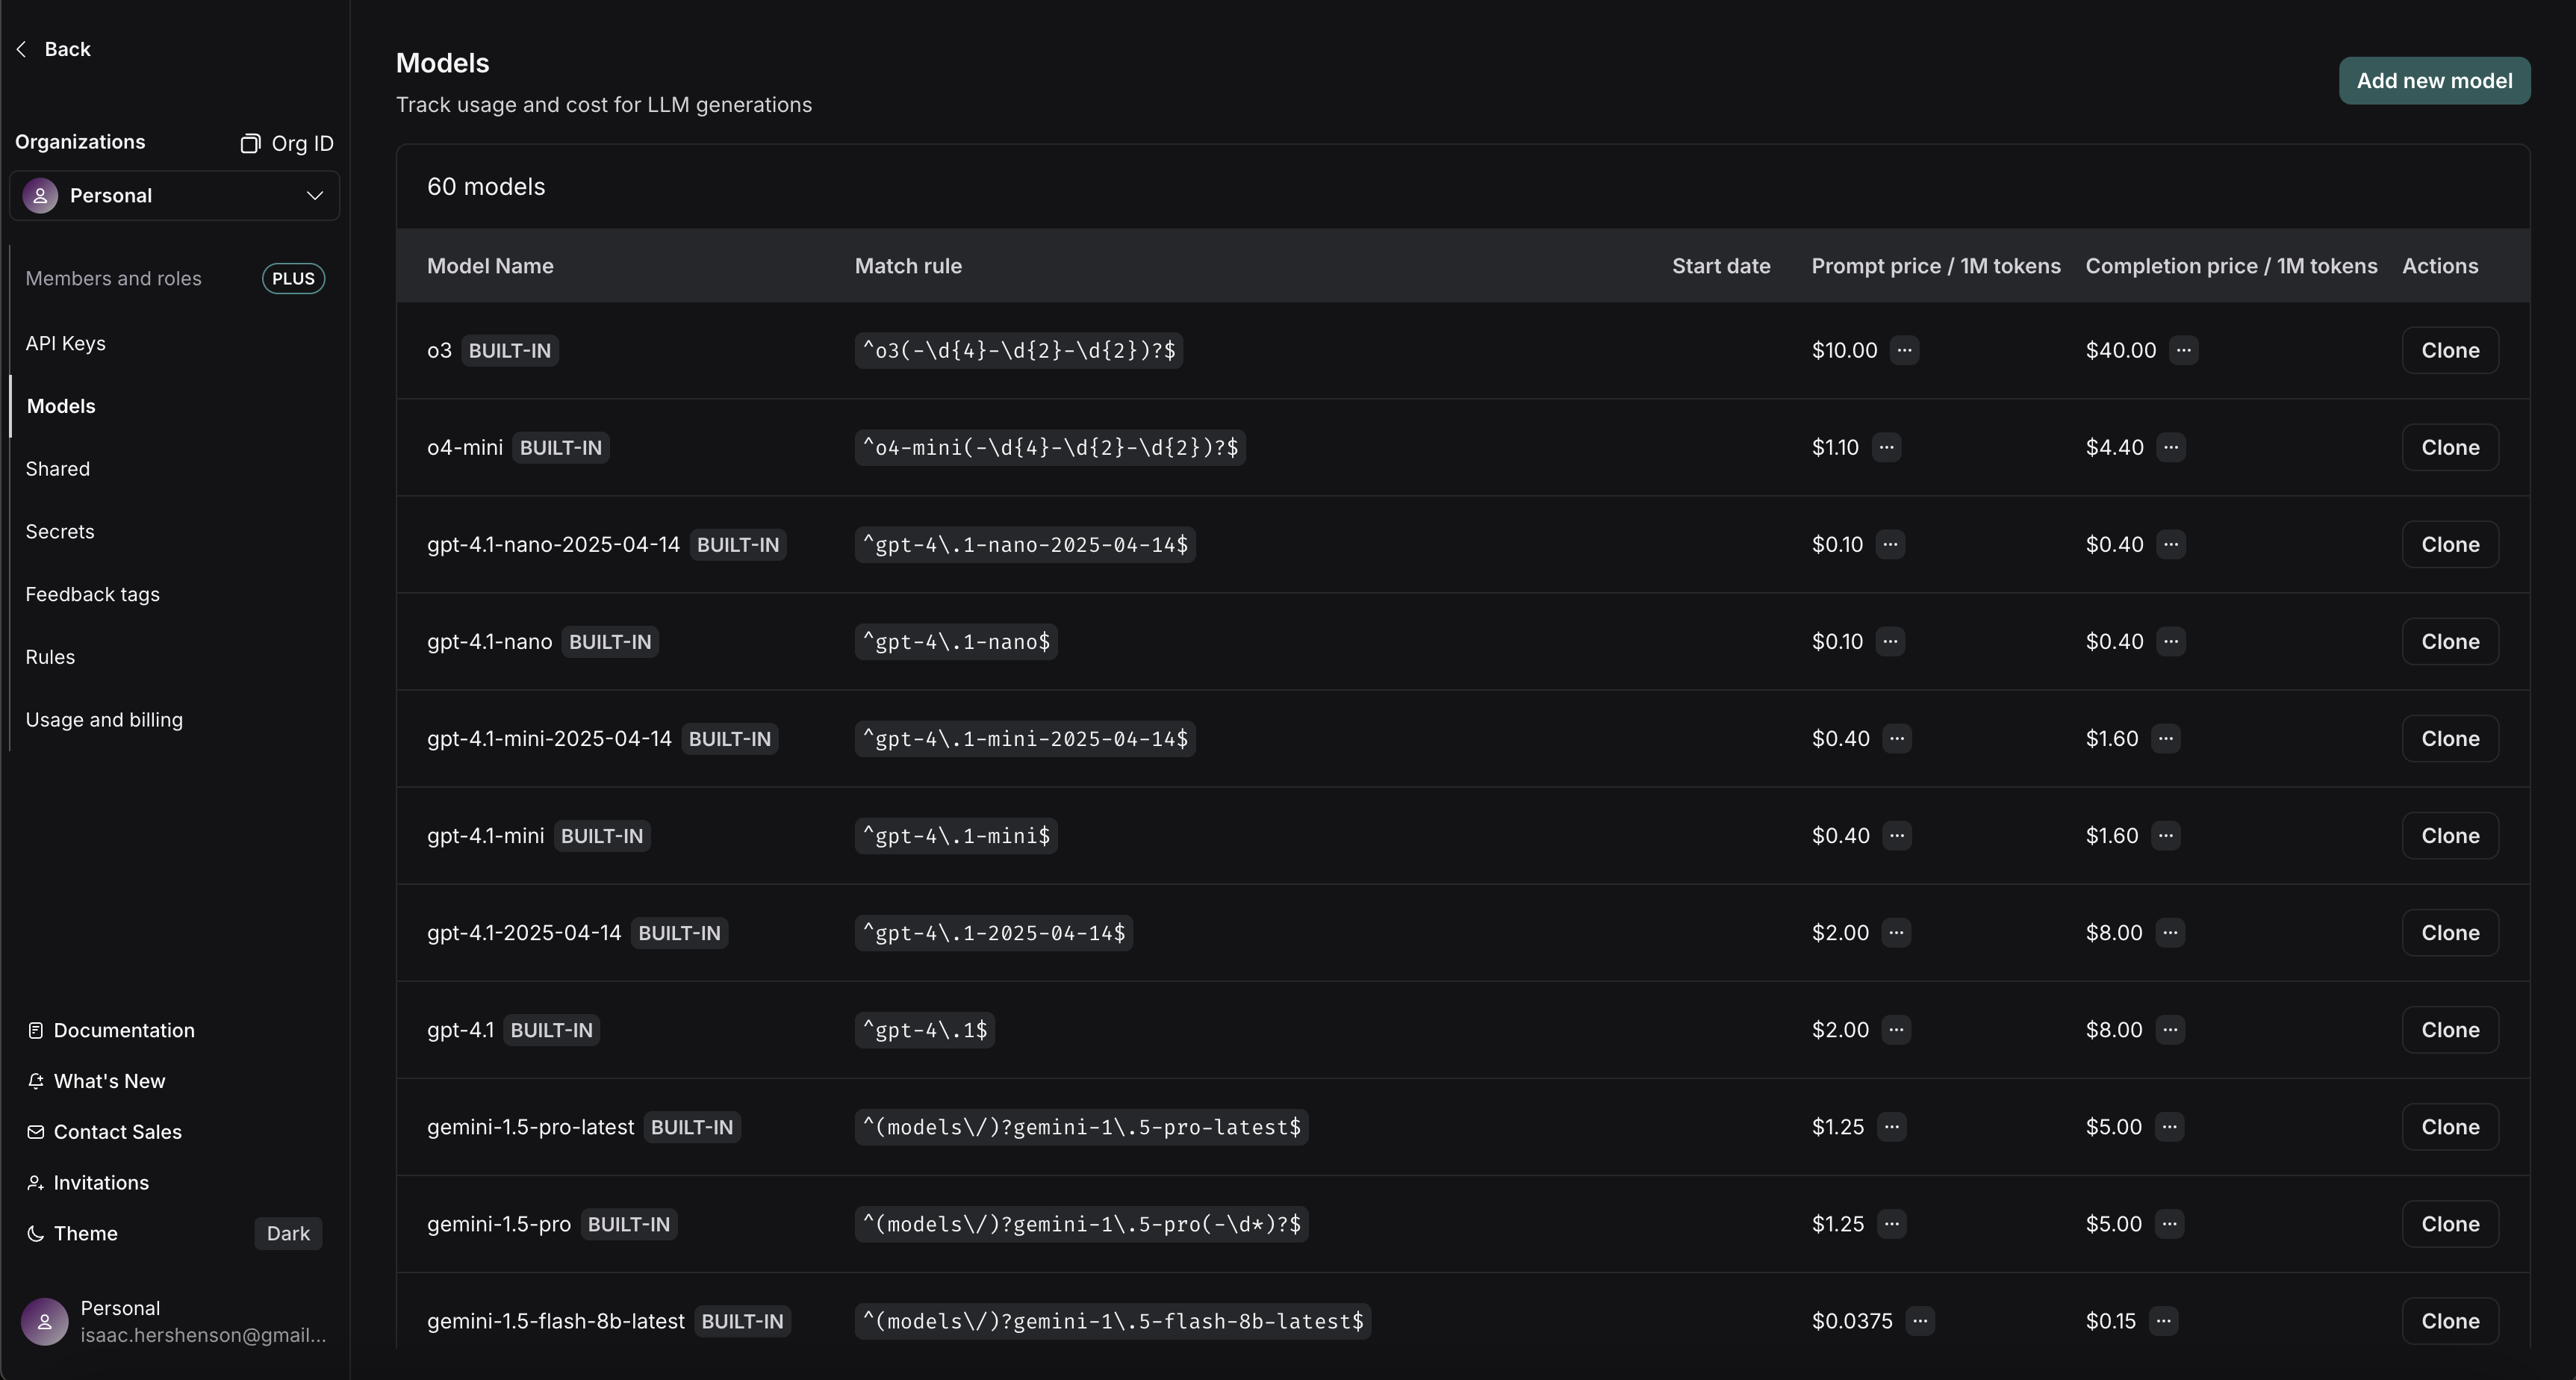 Back
Organizations Org ID
Personal
Members and roles PLUS
API Keys
Models
Shared
Secrets
Feedback tags
Rules
Usage and billing
Documentation
What's New
Contact Sales
Invitations
Theme Dark
Personal
isaac.hershenson@gmail...
Models
Track usage and cost for LLM generations
Add new model
60 models
Model Name Match rule Start date Prompt price / 1M tokens Completion price / 1M tokens Actions
o3 BUILT-IN ^o3(-\d{4}-\d{2}-\d{2})?$ $10.00 ... $40.00 ... Clone
o4-mini BUILT-IN ^o4-mini(-\d{4}-\d{2}-\d{2})?$ $1.10 ... $4.40 ... Clone
gpt-4.1-nano-2025-04-14 BUILT-IN ^gpt-4\.1-nano-2025-04-14$ $0.10 ... $0.40 ... Clone
gpt-4.1-nano BUILT-IN ^gpt-4\.1-nano$ $0.10 ... $0.40 ... Clone
gpt-4.1-mini-2025-04-14 BUILT-IN ^gpt-4\.1-mini-2025-04-14$ $0.40 ... $1.60 ... Clone
gpt-4.1-mini BUILT-IN ^gpt-4\.1-mini$ $0.40 ... $1.60 ... Clone
gpt-4.1-2025-04-14 BUILT-IN ^gpt-4\.1-2025-04-14$ $2.00 ... $8.00 ... Clone
gpt-4.1 BUILT-IN ^gpt-4\.1$ $2.00 ... $8.00 ... Clone
gemini-1.5-pro-latest BUILT-IN ^(models\/)?gemini-1\.5-pro-latest$ $1.25 ... $5.00 ... Clone
gemini-1.5-pro BUILT-IN ^(models\/)?gemini-1\.5-pro(-\d*)?$ $1.25 ... $5.00 ... Clone
gemini-1.5-flash-8b-latest BUILT-IN ^(models\/)?gemini-1\.5-flash-8b-latest$ $0.0375 ... $0.15 ... Clone